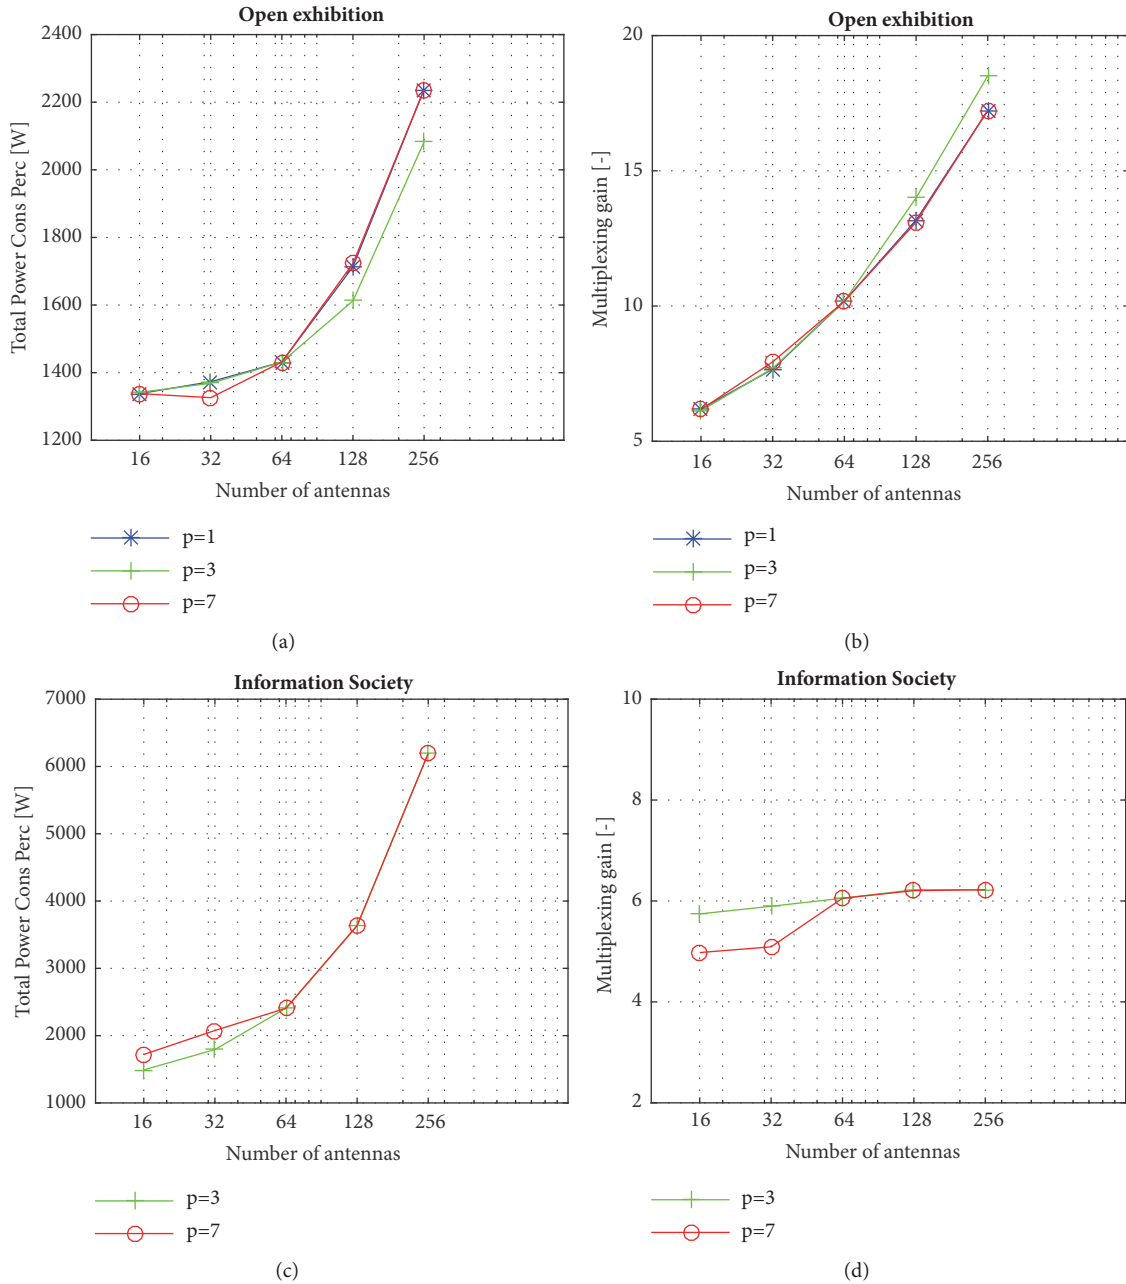 Open exhibition
2400
2200
2000
1800
1600
1400
1200
Total Power Cons Perc [W]
16 32 64 128 256
Number of antennas
p=1
p=3
p=7
(a)
Open exhibition
20
15
10
5
Multiplexing gain [-]
16 32 64 128 256
Number of antennas
p=1
p=3
p=7
(b)
Information Society
7000
6000
5000
4000
3000
2000
1000
Total Power Cons Perc [W]
16 32 64 128 256
Number of antennas
p=3
p=7
(c)
Information Society
10
8
6
4
2
Multiplexing gain [-]
16 32 64 128 256
Number of antennas
p=3
p=7
(d)